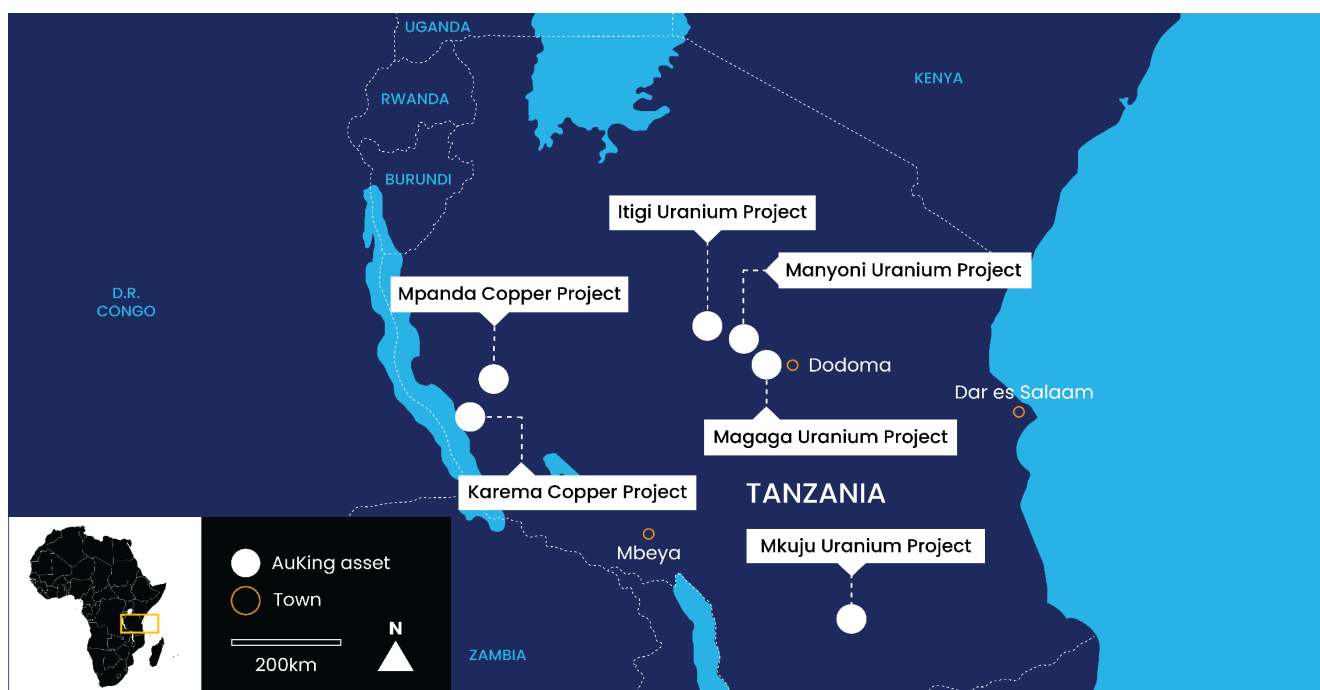 UGANDA
KENYA
RWANDA
BURUNDI
Itigi Uranium Project
Manyoni Uranium Project
D.R.
CONGO
Mpanda Copper Project
Dodoma
Dar es Salaam
Magaga Uranium Project
Karema Copper Project
TANZANIA
Mbeya
Mkuju Uranium Project
AuKing asset
Town
N
200km
ZAMBIA